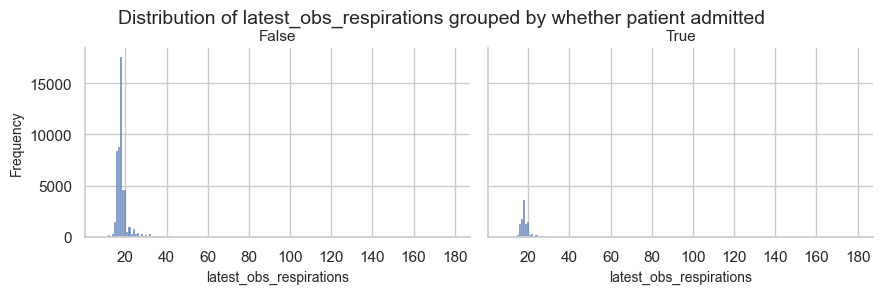 Distribution of latest_obs_respirations grouped by whether patient admitted
False
True
Frequency
15000
10000
5000
0
20 40 60 80 100 120 140 160 180
20 40 60 80 100 120 140 160 180
latest_obs_respirations
latest_obs_respirations